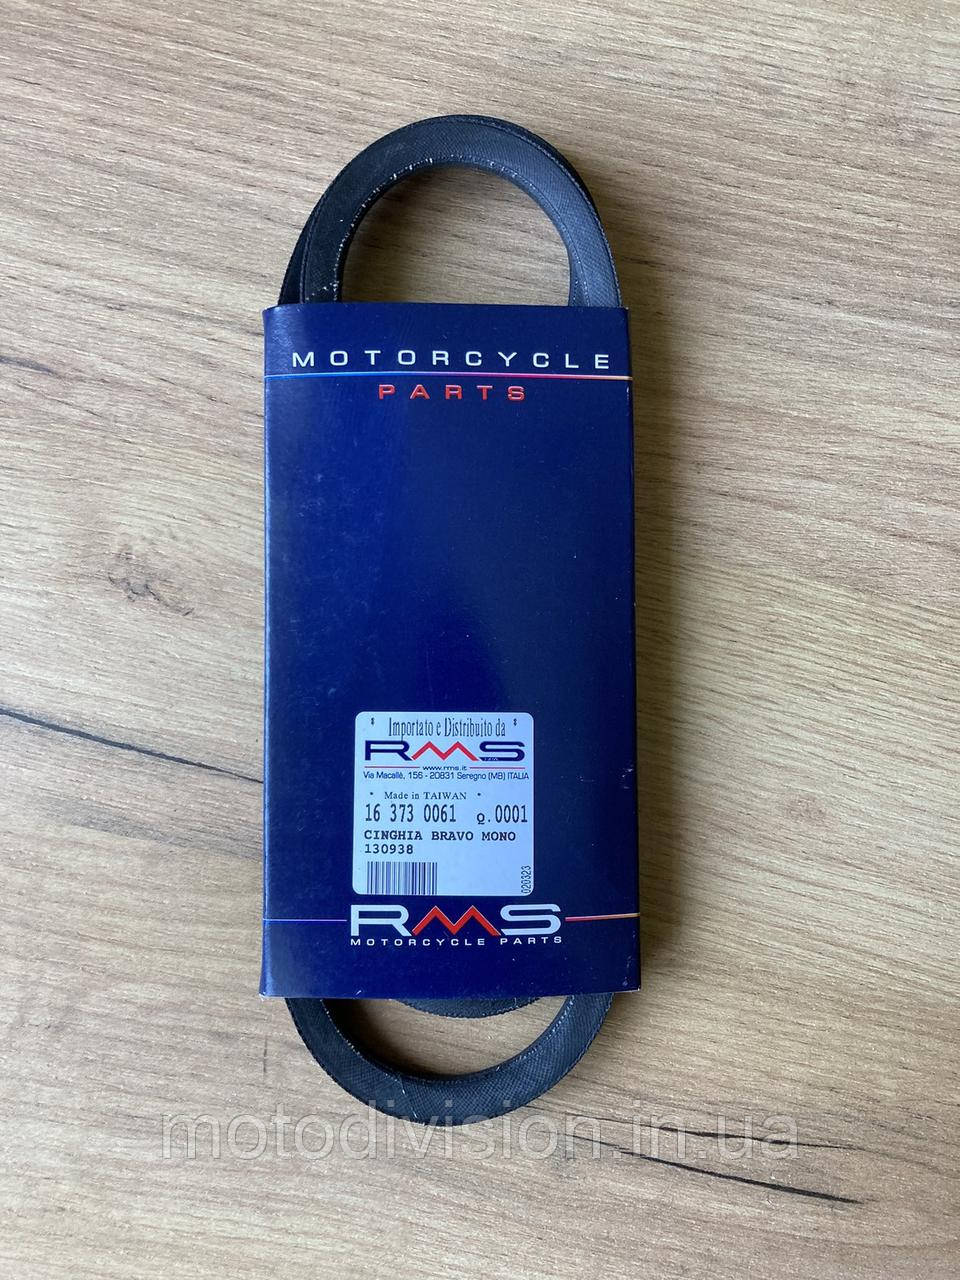 MOTORCYCLE
PARTS
* Importato e Distribuito da *
RMS
www.rms.it
Via Macallè, 156 - 20831 Seregno (MB) ITALIA
* Made in TAIWAN *
16 373 0061 Q.0001
CINGHIA BRAVO MONO
130938
020323
RMS
MOTORCYCLE PARTS
motodivision.in.ua